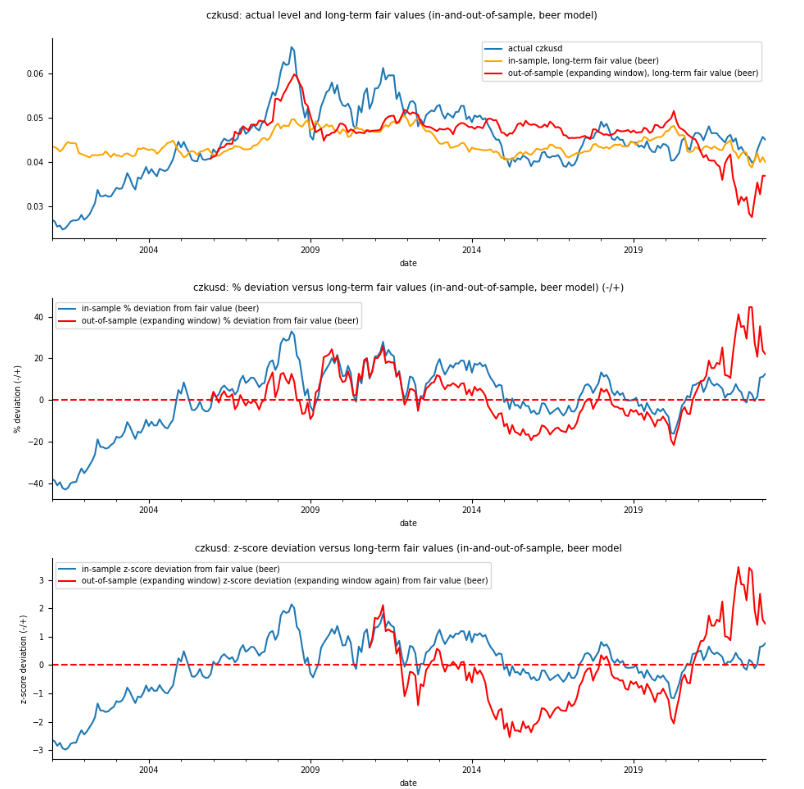 czkusd: actual level and long-term fair values (in-and-out-of-sample, beer model)
actual czkusd
in-sample, long-term fair value (beer)
out-of-sample (expanding window), long-term fair value (beer)
0.06
0.05
0.04
0.03
2004 2009 2014 2019
date
czkusd: % deviation versus long-term fair values (in-and-out-of-sample, beer model) (-/+)
in-sample % deviation from fair value (beer)
out-of-sample (expanding window) % deviation from fair value (beer)
% deviation (-/+)
40
20
0
−20
−40
2004 2009 2014 2019
date
czkusd: z-score deviation versus long-term fair values (in-and-out-of-sample, beer model
in-sample z-score deviation from fair value (beer)
out-of-sample (expanding window) z-score deviation (expanding window again) from fair value (beer)
z-score deviation (-/+)
3
2
1
0
−1
−2
−3
2004 2009 2014 2019
date